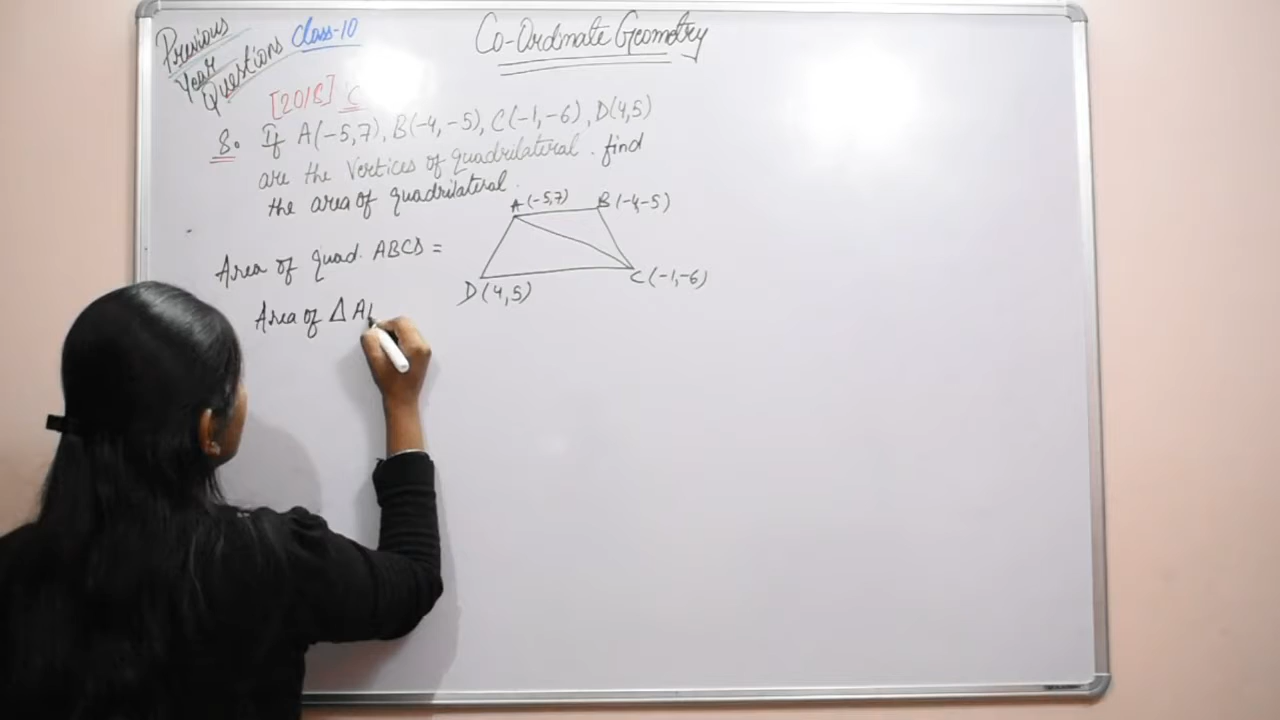 Previous
Year
Questions Class-10
Co-Ordinate Geometry
[2018] C
8. If A(-5,7), B(-4,-5), C(-1,-6), D(4,5)
are the vertices of quadrilateral. find
the area of quadrilateral.
A(-5,7) B(-4,-5)
Area of quad. ABCD =
C(-1,-6)
D(4,5)
Area of Δ A